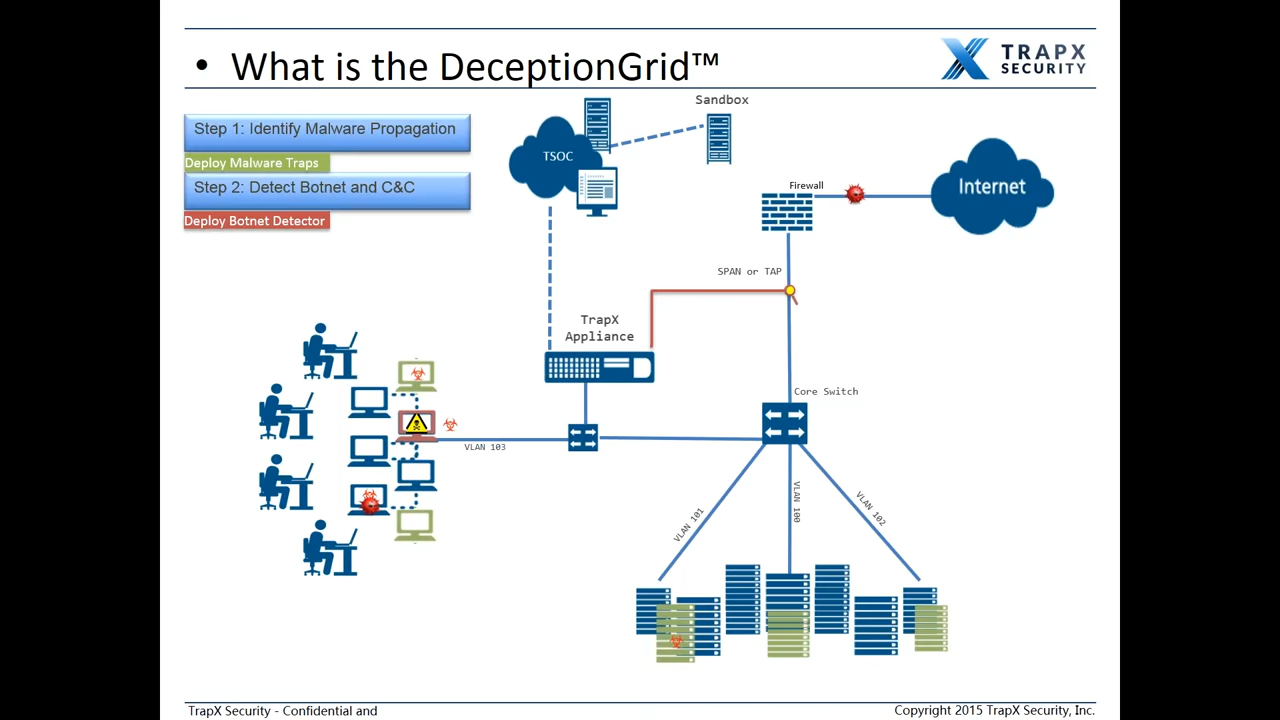 • What is the DeceptionGrid™
TRAPX
SECURITY
Step 1: Identify Malware Propagation
Deploy Malware Traps
Step 2: Detect Botnet and C&C
Deploy Botnet Detector
Sandbox
TSOC
Firewall
Internet
SPAN or TAP
TrapX
Appliance
Core Switch
VLAN 103
VLAN 101
VLAN 100
VLAN 102
TrapX Security - Confidential and
Copyright 2015 TrapX Security, Inc.